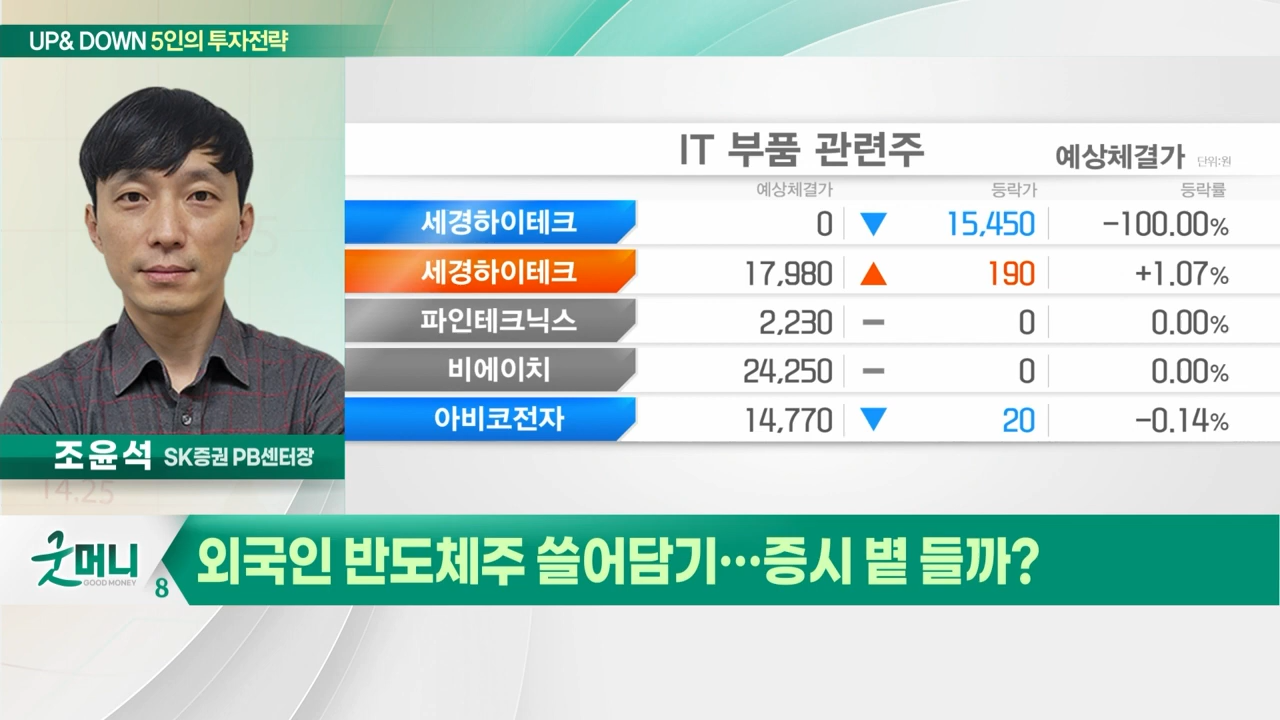 UP& DOWN 5인의 투자전략
IT 부품 관련주
예상체결가 단위:원
예상체결가 등락가 등락률
세경하이테크 0 ▼ 15,450 -100.00%
세경하이테크 17,980 ▲ 190 +1.07%
파인테크닉스 2,230 - 0 0.00%
비에이치 24,250 - 0 0.00%
아비코전자 14,770 ▼ 20 -0.14%
조윤석 SK증권 PB센터장
14.25
굿머니
GOOD MONEY
8
외국인 반도체주 쓸어담기…증시 볕 들까?